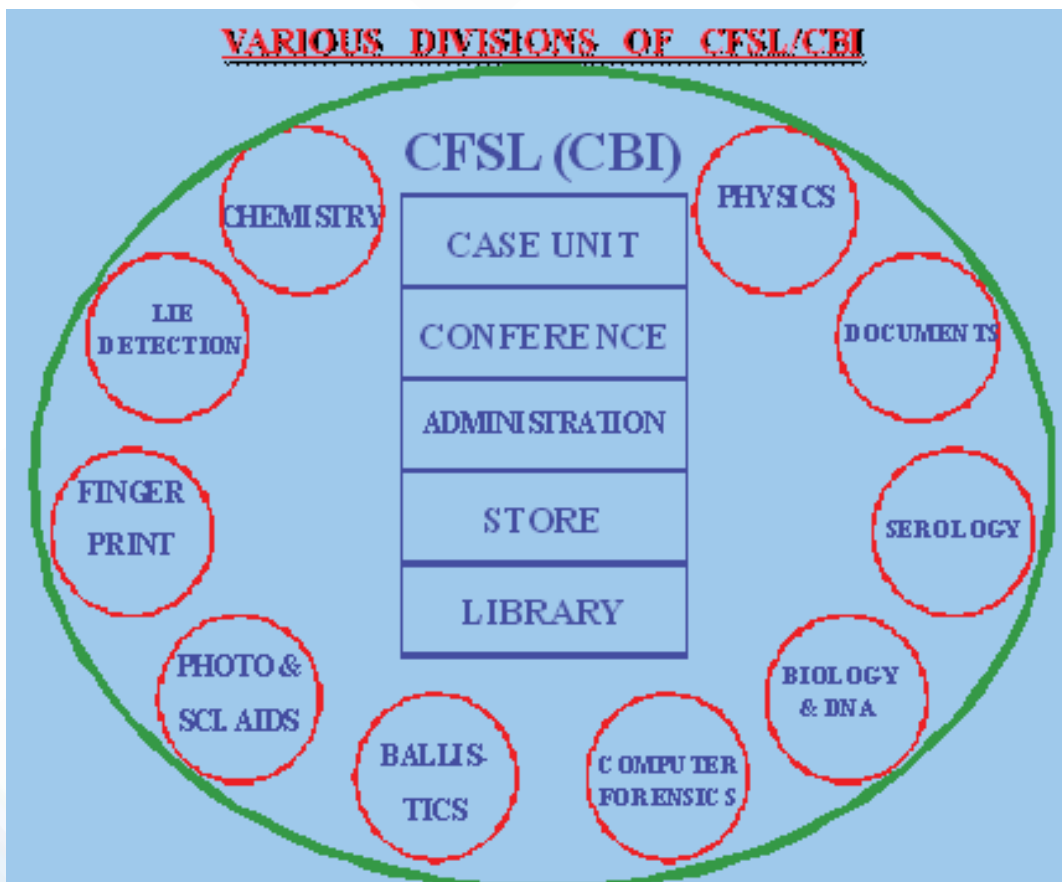 VARIOUS DIVISIONS OF CFSL/CBI
CFSL (CBI)
CASE UNIT
CONFERENCE
ADMINISTRATION
STORE
LIBRARY
CHEMISTRY
LIE
DETECTION
FINGER
PRINT
PHOTO &
SCI. AIDS
BALLIS-
TICS
COMPUTER
FORENSICS
BIOLOGY
& DNA
SEROLOGY
DOCUMENTS
PHYSICS